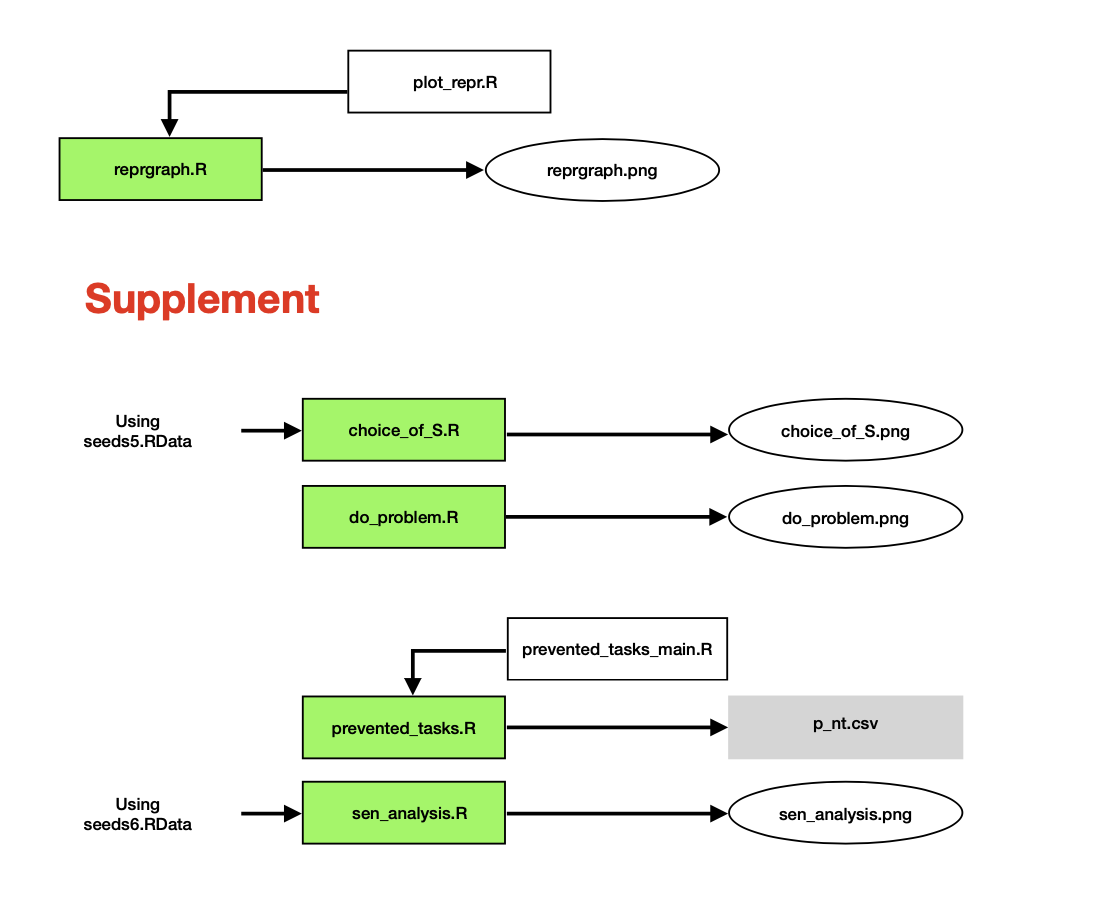 plot_repr.R
reprgraph.R
reprgraph.png
Supplement
Using
seeds5.RData
choice_of_S.R
choice_of_S.png
do_problem.R
do_problem.png
prevented_tasks_main.R
prevented_tasks.R
p_nt.csv
Using
seeds6.RData
sen_analysis.R
sen_analysis.png